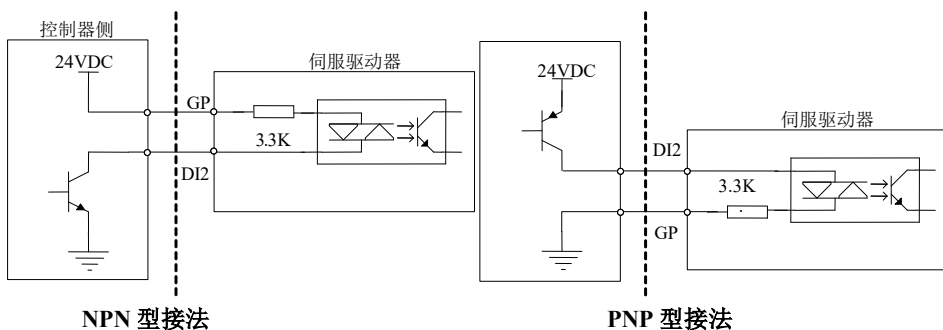 控制器侧
24VDC
伺服驱动器
GP
3.3K
DI2
NPN 型接法
24VDC
伺服驱动器
DI2
3.3K
GP
PNP 型接法